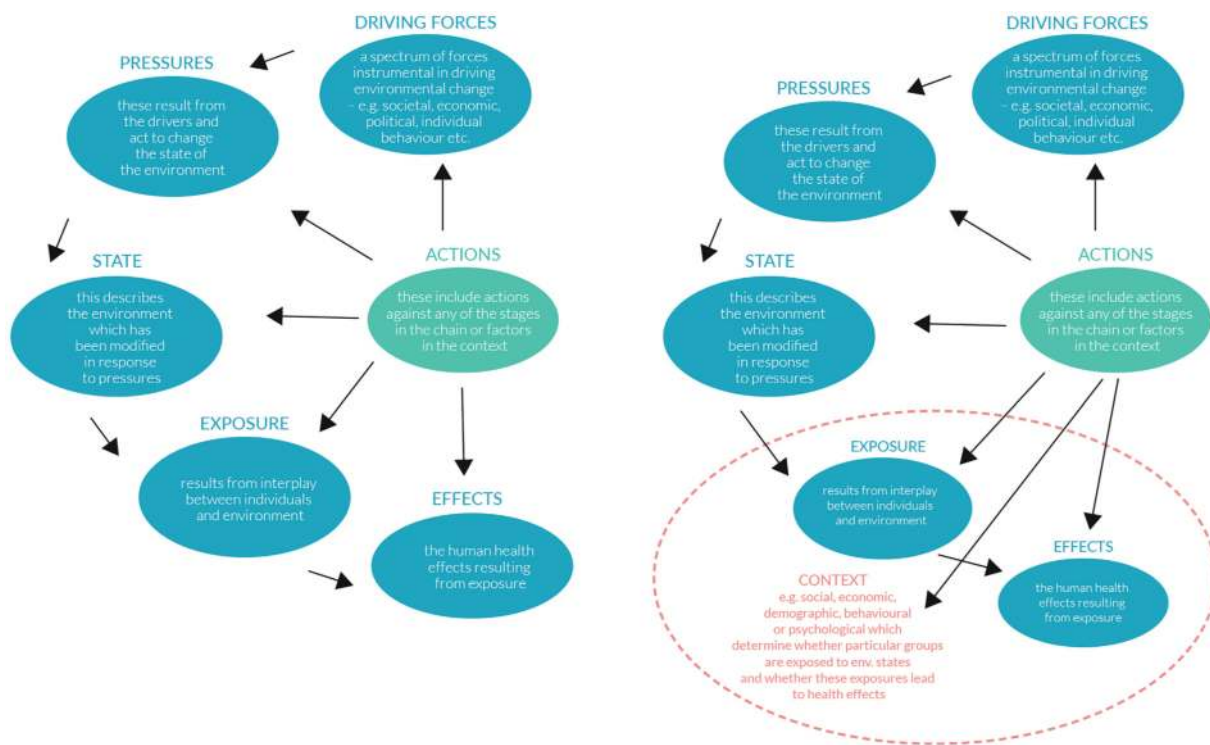 DRIVING FORCES
a spectrum of forces
instrumental in driving
environmental change
– e.g. societal, economic,
political, individual
behaviour etc.
PRESSURES
these result from
the drivers and
act to change
the state of
the environment
STATE
this describes
the environment
which has
been modified
in response
to pressures
ACTIONS
these include actions
against any of the stages
in the chain or factors
in the context
EXPOSURE
results from interplay
between individuals
and environment
EFFECTS
the human health
effects resulting
from exposure
DRIVING FORCES
a spectrum of forces
instrumental in driving
environmental change
– e.g. societal, economic,
political, individual
behaviour etc.
PRESSURES
these result from
the drivers and
act to change
the state of
the environment
STATE
this describes
the environment
which has
been modified
in response
to pressures
ACTIONS
these include actions
against any of the stages
in the chain or factors
in the context
EXPOSURE
results from interplay
between individuals
and environment
EFFECTS
the human health
effects resulting
from exposure
CONTEXT
e.g. social, economic,
demographic, behavioural
or psychological which
determine whether particular groups
are exposed to env. states
and whether these exposures lead
to health effects